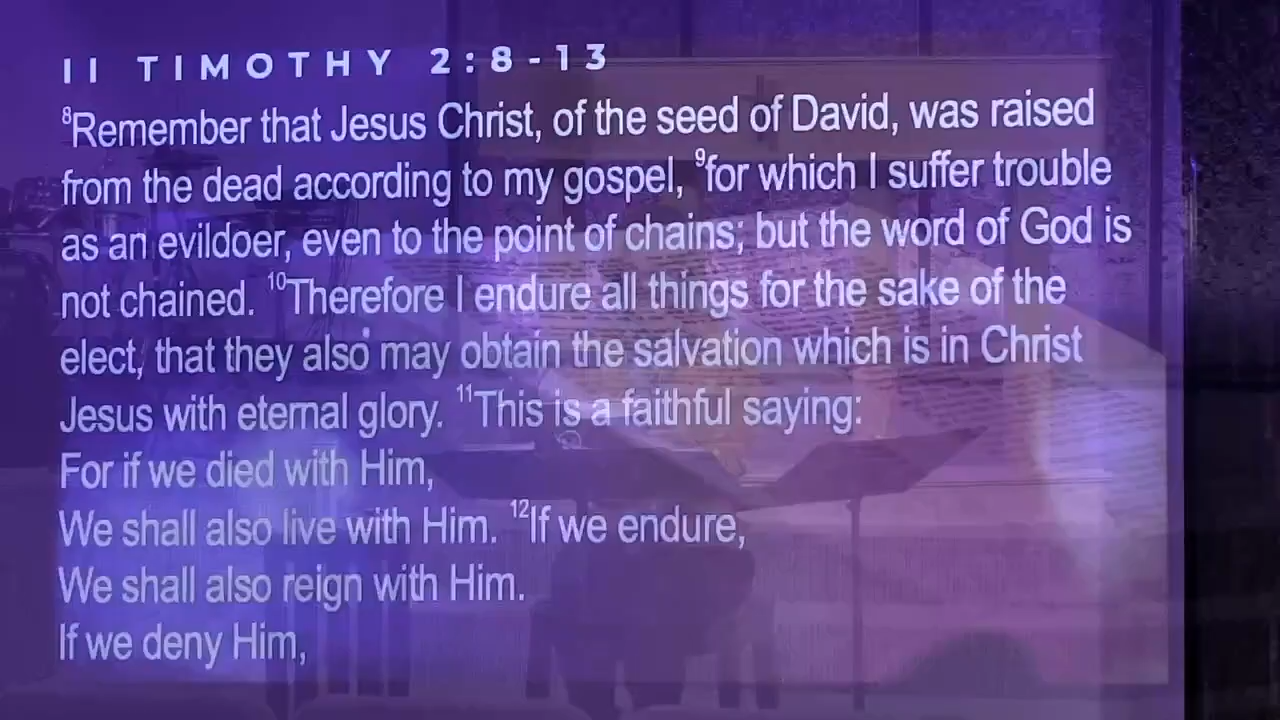 II TIMOTHY 2:8-13
⁸Remember that Jesus Christ, of the seed of David, was raised
from the dead according to my gospel, ⁹for which I suffer trouble
as an evildoer, even to the point of chains; but the word of God is
not chained. ¹⁰Therefore I endure all things for the sake of the
elect, that they also may obtain the salvation which is in Christ
Jesus with eternal glory. ¹¹This is a faithful saying:
For if we died with Him,
We shall also live with Him. ¹²If we endure,
We shall also reign with Him.
If we deny Him,